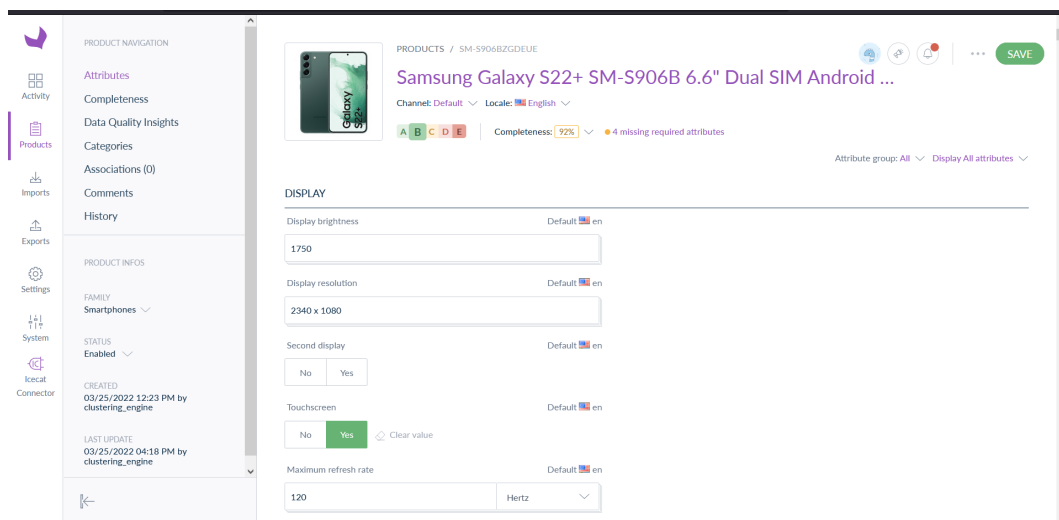 Activity
Products
Imports
Exports
Settings
System
Icecat
Connector
PRODUCT NAVIGATION
Attributes
Completeness
Data Quality Insights
Categories
Associations (0)
Comments
History
PRODUCT INFOS
FAMILY
Smartphones
STATUS
Enabled
CREATED
03/25/2022 12:23 PM by
clustering_engine
LAST UPDATE
03/25/2022 04:18 PM by
clustering_engine
Galaxy
S22+
PRODUCTS / SM-S906BZGDEUE
SAVE
Samsung Galaxy S22+ SM-S906B 6.6" Dual SIM Android ...
Channel: Default Locale: English
A B C D E Completeness: 92% 4 missing required attributes
Attribute group: All Display All attributes
DISPLAY
Display brightness Default en
1750
Display resolution Default en
2340 x 1080
Second display Default en
No Yes
Touchscreen Default en
No Yes Clear value
Maximum refresh rate Default en
120 Hertz